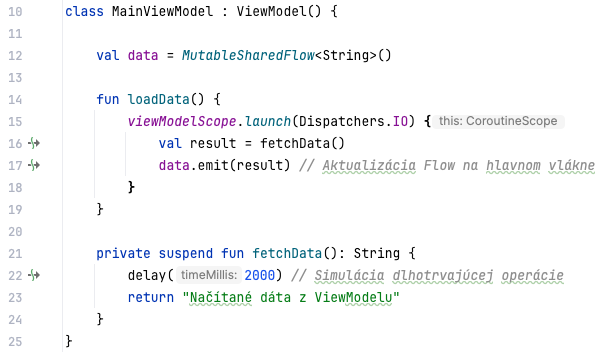 10 class MainViewModel : ViewModel() {
11
12 val data = MutableSharedFlow<String>()
13
14 fun loadData() {
15 viewModelScope.launch(Dispatchers.IO) { this: CoroutineScope
16 val result = fetchData()
17 data.emit(result) // Aktualizácia Flow na hlavnom vlákne
18 }
19 }
20
21 private suspend fun fetchData(): String {
22 delay( timeMillis: 2000) // Simulácia dlhotrvajúcej operácie
23 return "Načítané dáta z ViewModelu"
24 }
25 }